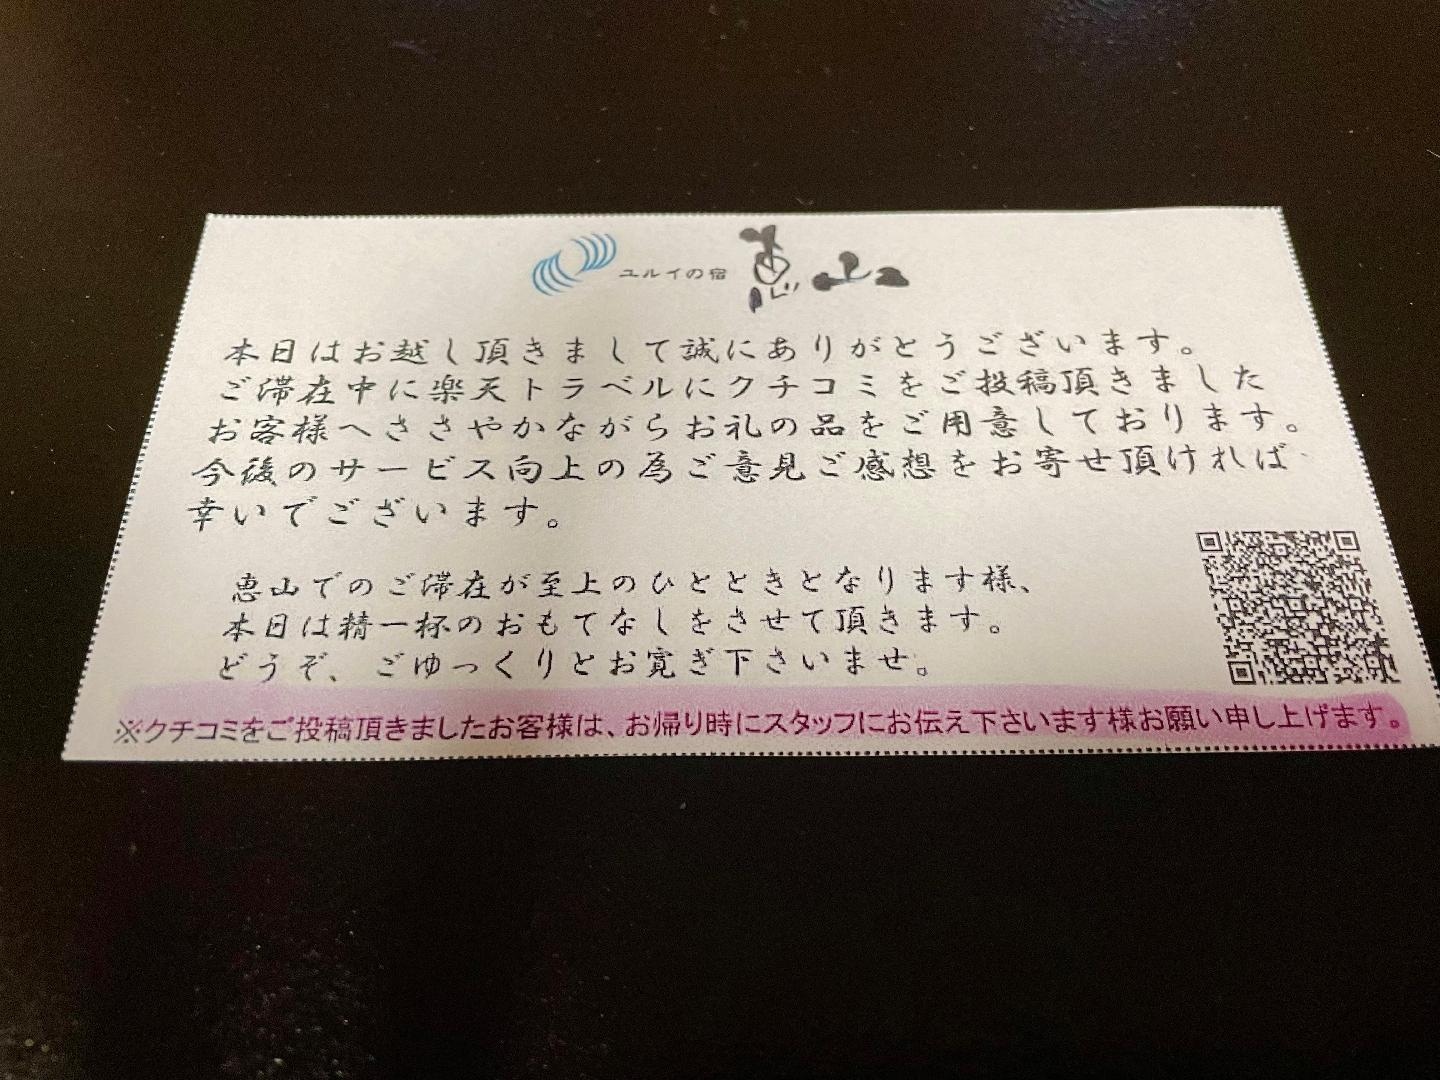 ユルイの宿 恵山
本日はお越し頂きまして誠にありがとうございます。
ご滞在中に楽天トラベルにクチコミをご投稿頂きました
お客様へささやかながらお礼の品をご用意しております。
今後のサービス向上の為ご意見ご感想をお寄せ頂ければ
幸いでございます。
恵山でのご滞在が至上のひとときとなります様、
本日は精一杯のおもてなしをさせて頂きます。
どうぞ、ごゆっくりとお寛ぎ下さいませ。
※クチコミをご投稿頂きましたお客様は、お帰り時にスタッフにお伝え下さいます様お願い申し上げます。